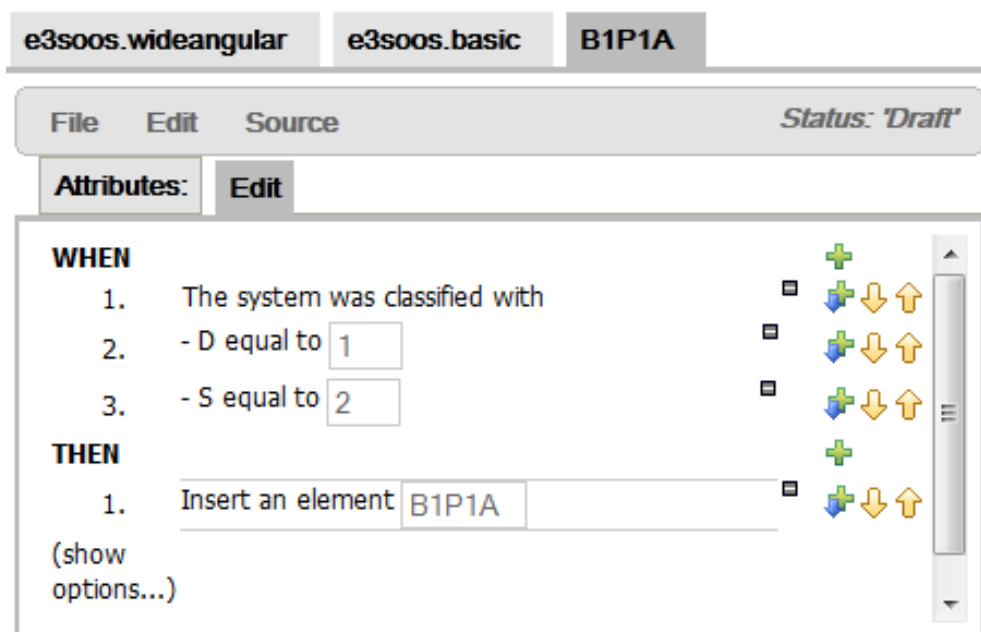 e3soos.wideangular e3soos.basic B1P1A
File Edit Source Status: 'Draft'
Attributes: Edit
WHEN
1. The system was classified with
2. - D equal to 1
3. - S equal to 2
THEN
1. Insert an element B1P1A
(show
options...)